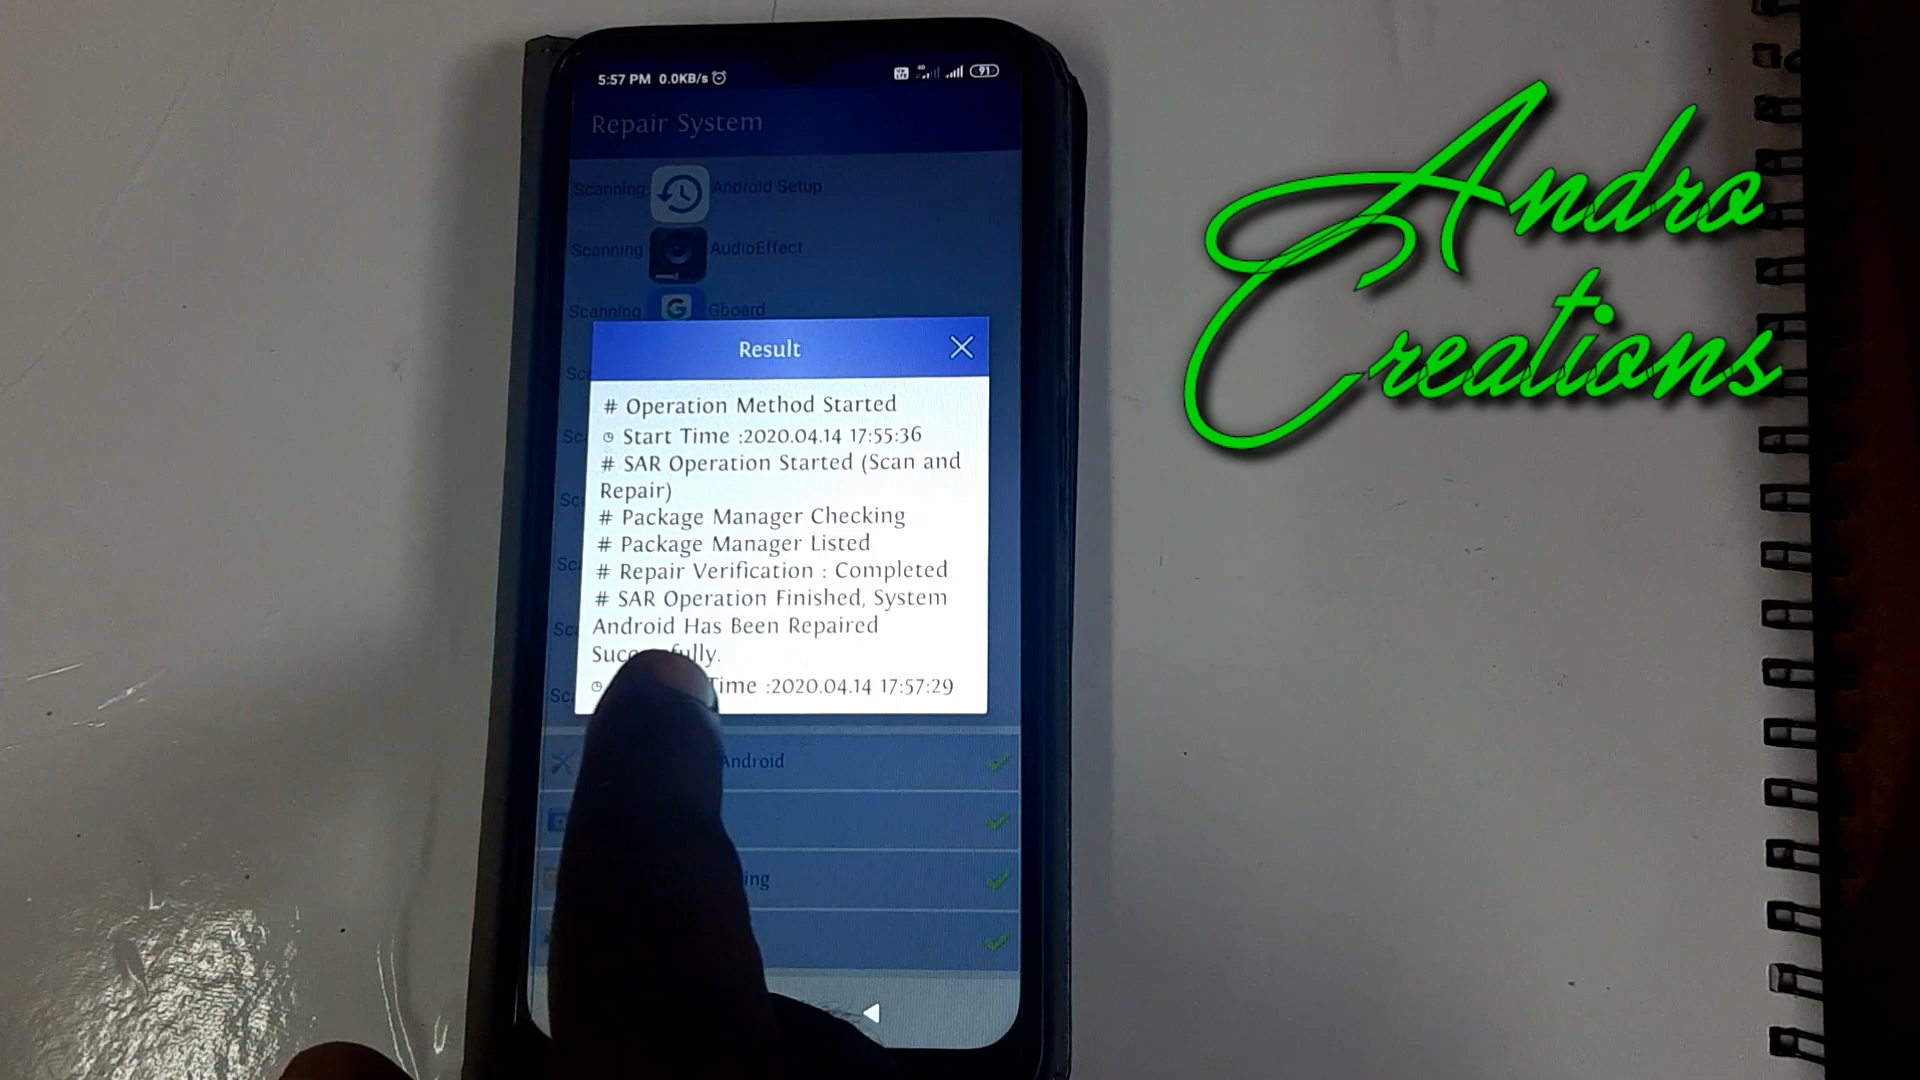 5:57 PM 0.0KB/s
91
Repair System
Scanning Android Setup
Scanning AudioEffect
Scanning Gboard
Result
# Operation Method Started
Start Time :2020.04.14 17:55:36
# SAR Operation Started (Scan and
Repair)
# Package Manager Checking
# Package Manager Listed
# Repair Verification : Completed
# SAR Operation Finished, System
Android Has Been Repaired
Time :2020.04.14 17:57:29
Android
Andro
Creations